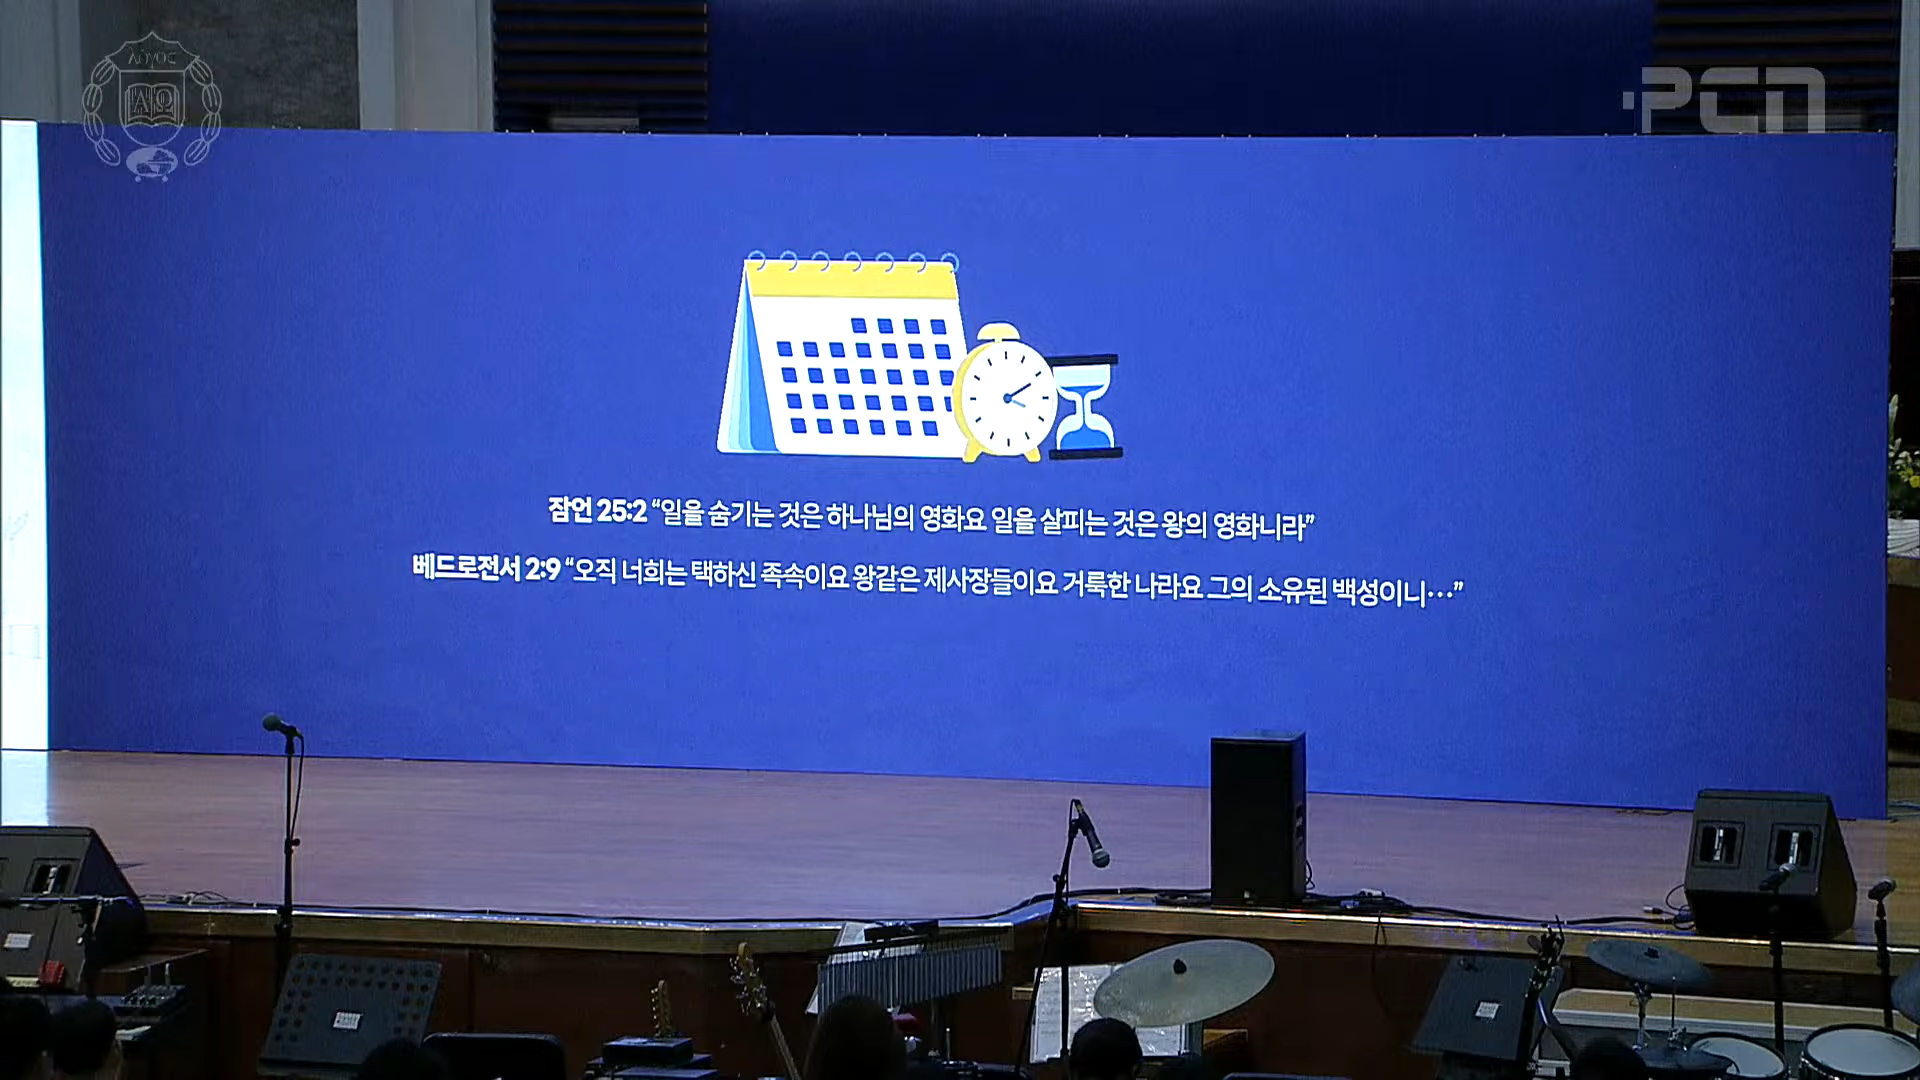 λόγος
ΑΩ
PCN
잠언 25:2 “일을 숨기는 것은 하나님의 영화요 일을 살피는 것은 왕의 영화니라”
베드로전서 2:9 “오직 너희는 택하신 족속이요 왕같은 제사장들이요 거룩한 나라요 그의 소유된 백성이니…”